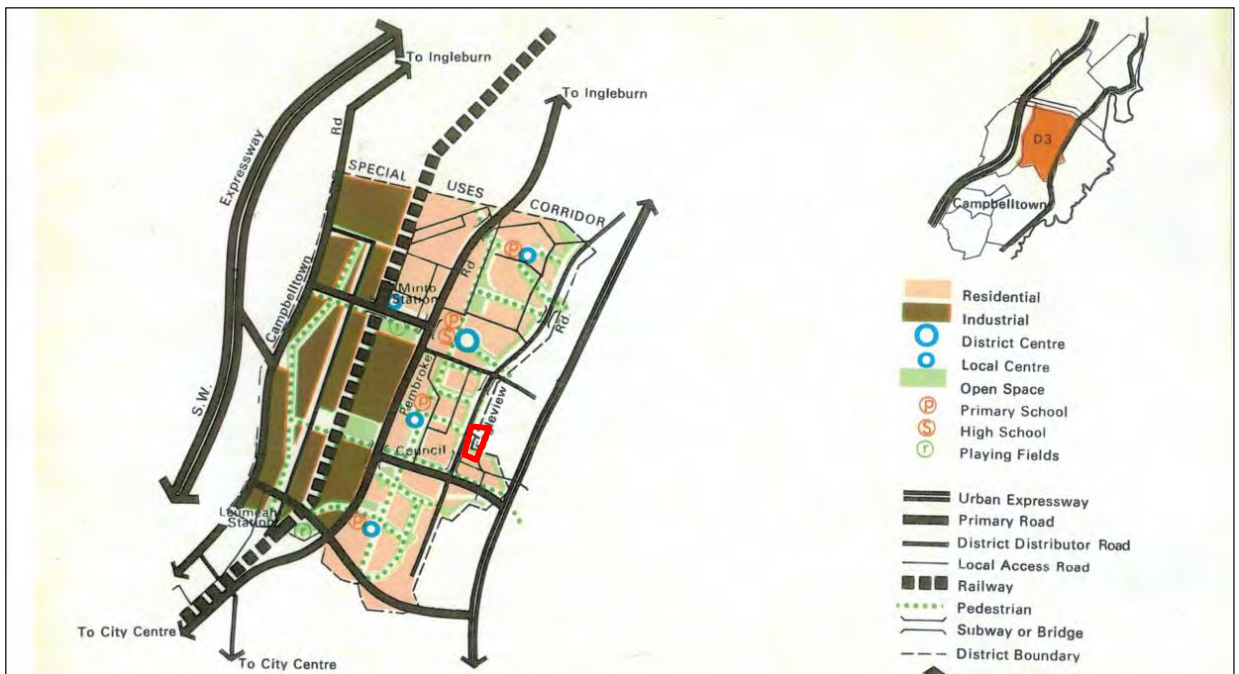 To Ingleburn
To Ingleburn
Expressway
Rd
SPECIAL USES CORRIDOR
D3
Campbelltown
Campbelltown
Minto
Station
P
Rd
P
S
r
Rd
S.W.
Pembroke
P
Council
Station
P
r
To City Centre
To City Centre
Residential
Industrial
District Centre
Local Centre
Open Space
P Primary School
S High School
r Playing Fields
Urban Expressway
Primary Road
District Distributor Road
Local Access Road
Railway
Pedestrian
Subway or Bridge
District Boundary